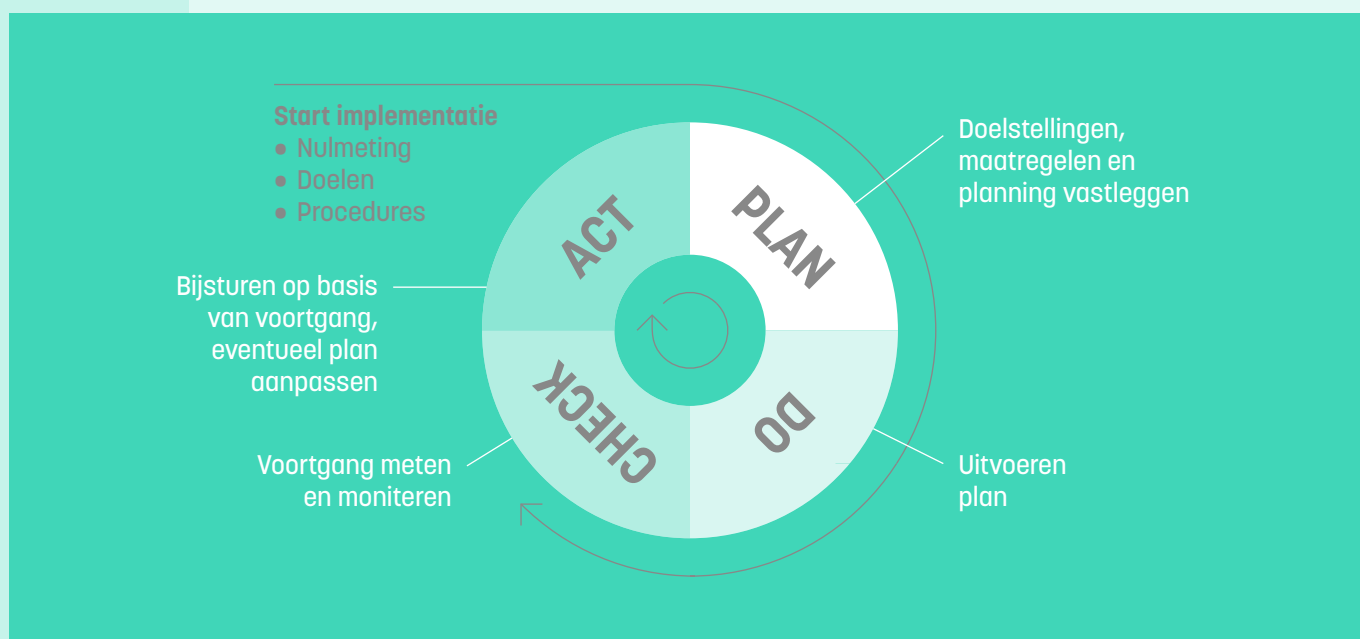 Start implementatie
• Nulmeting
• Doelen
• Procedures
PLAN
Doelstellingen,
maatregelen en
planning vastleggen
DO
Uitvoeren
plan
CHECK
Voortgang meten
en moniteren
ACT
Bijsturen op basis
van voortgang,
eventueel plan
aanpassen